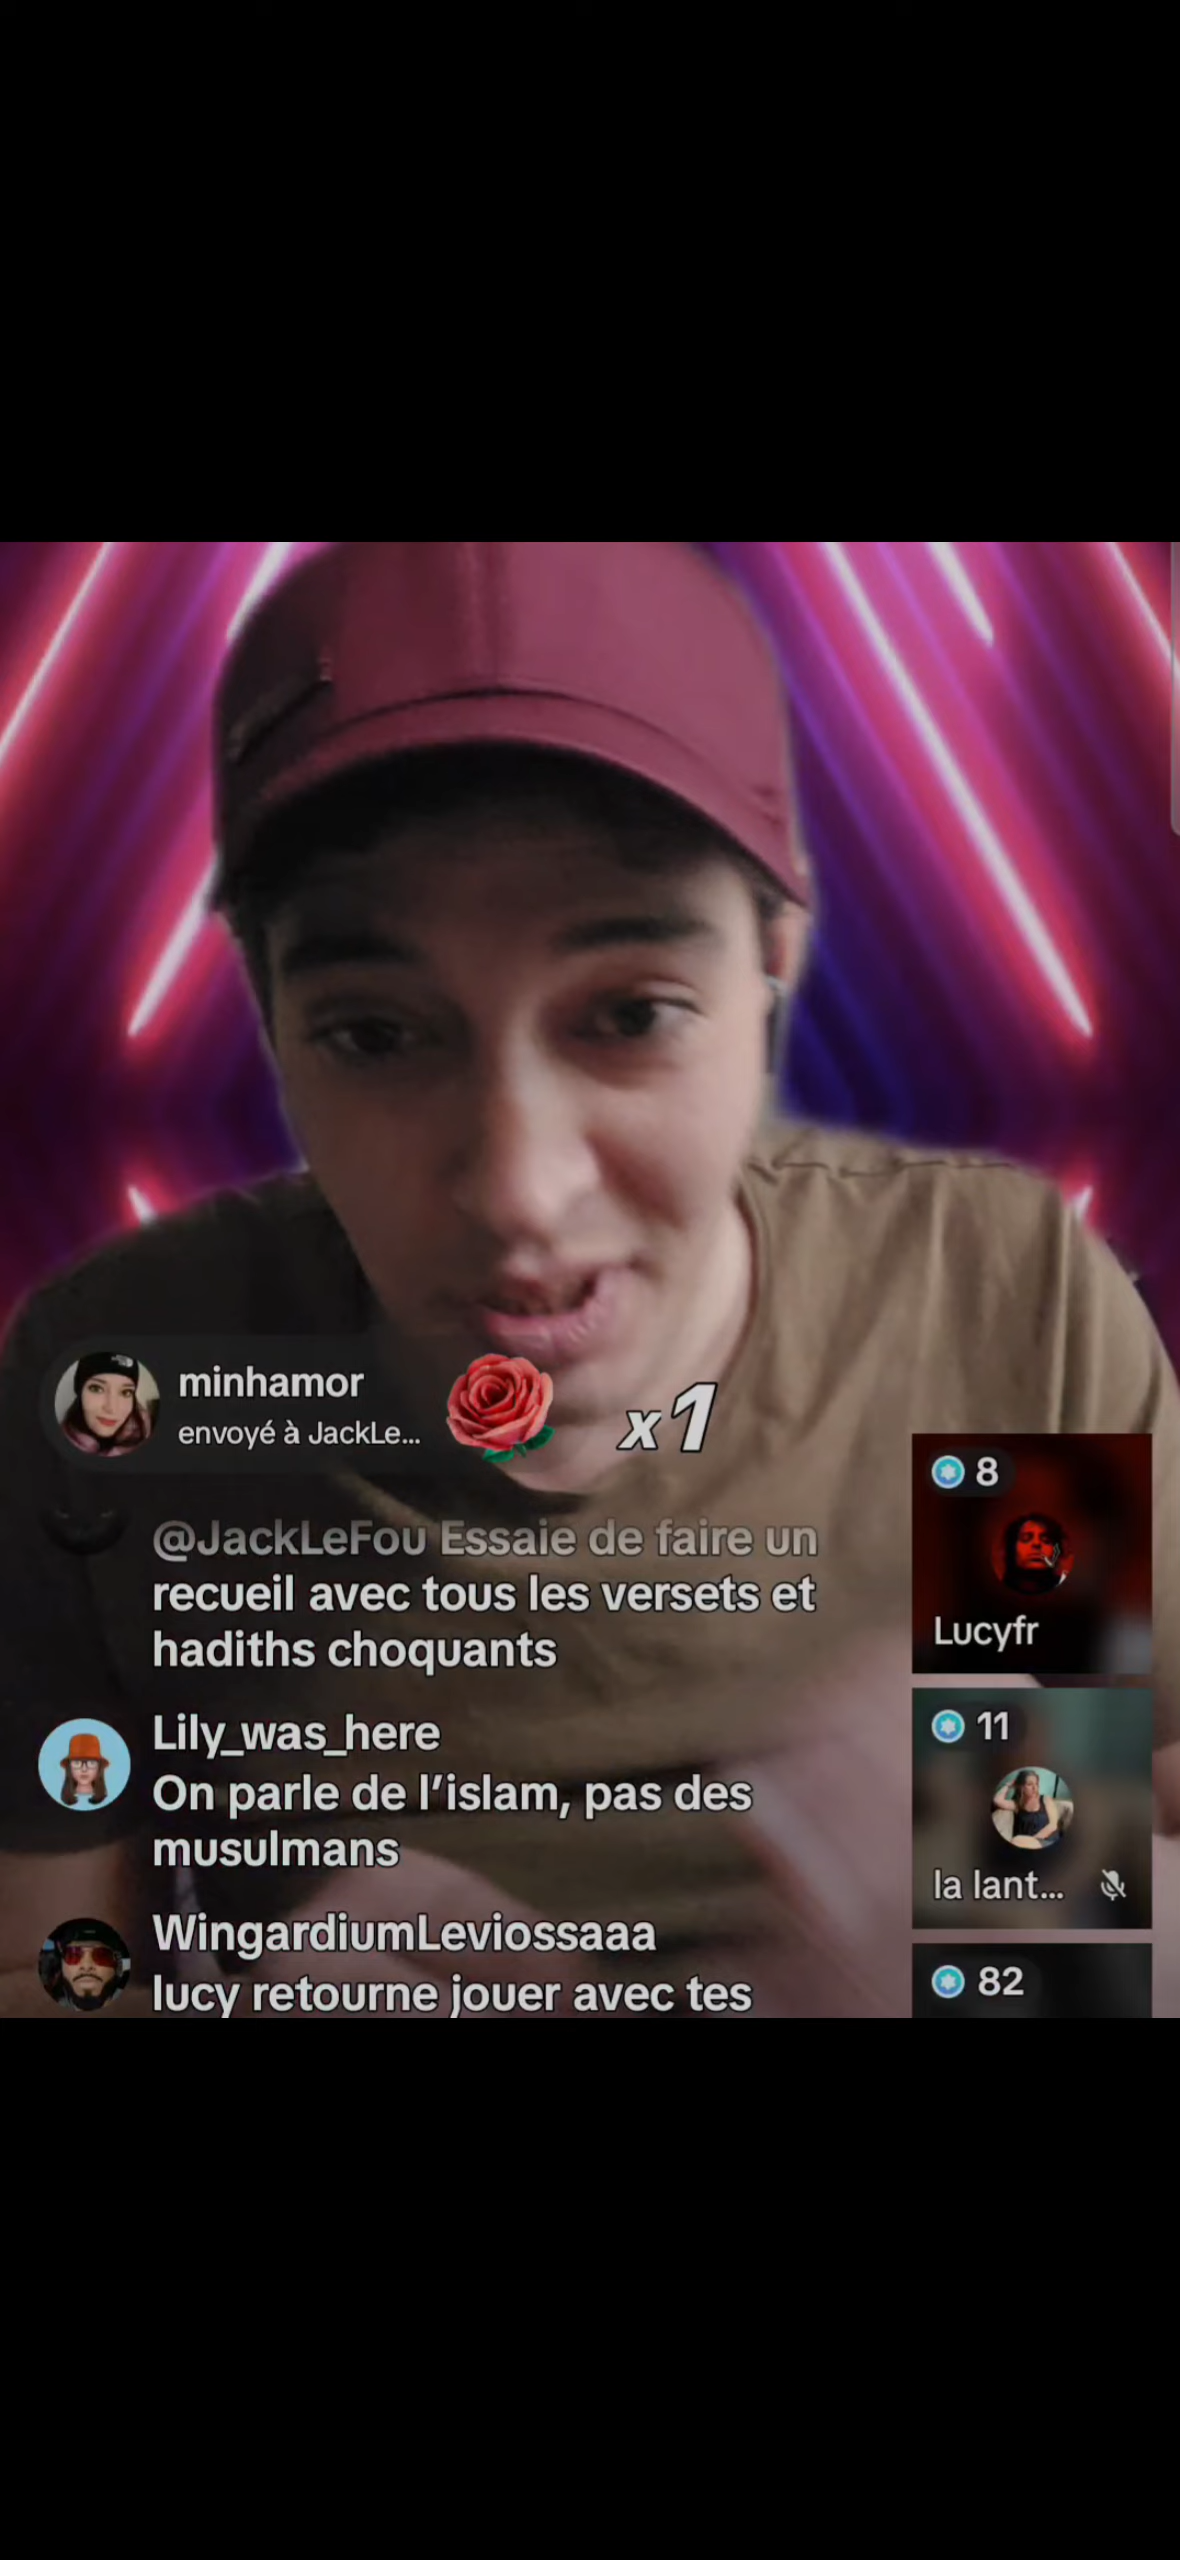 minhamor
envoyé à JackLe...
x1
@JackLeFou Essaie de faire un
recueil avec tous les versets et
hadiths choquants
Lily_was_here
On parle de l’islam, pas des
musulmans
WingardiumLeviossaaa
lucy retourne jouer avec tes
8
Lucyfr
11
la lant...
82